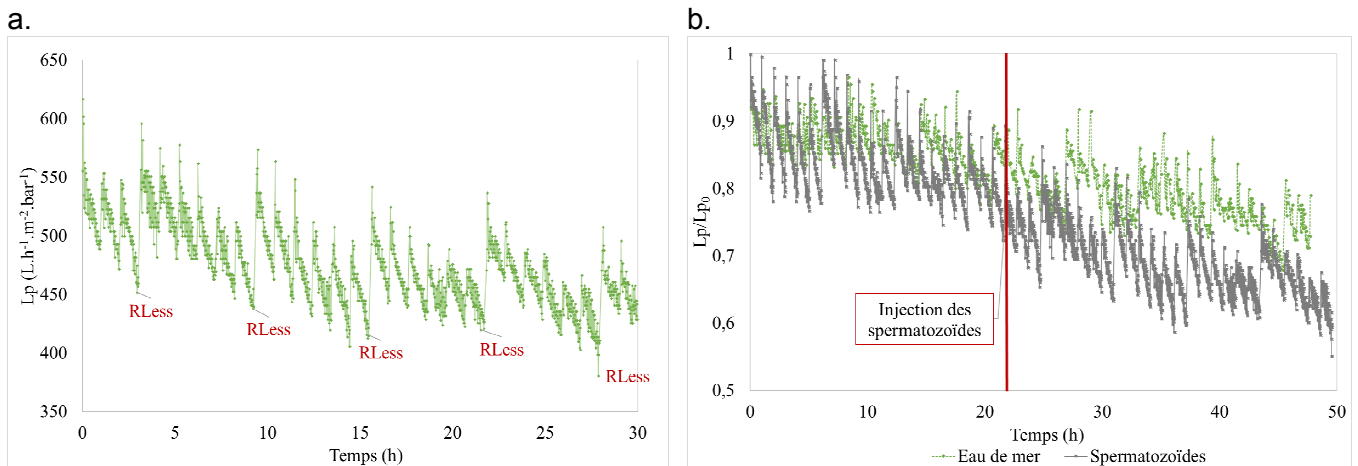 a.
650
600
550
500
450
400
350
Lp (L.h⁻¹.m⁻².bar⁻¹)
RLess
RLess
RLess
RLess
RLess
0
5
10
15
20
25
30
Temps (h)
b.
1
0,9
0,8
0,7
0,6
0,5
Lp/Lp₀
Injection des
spermatozoïdes
0
10
20
30
40
50
Temps (h)
Eau de mer
Spermatozoïdes